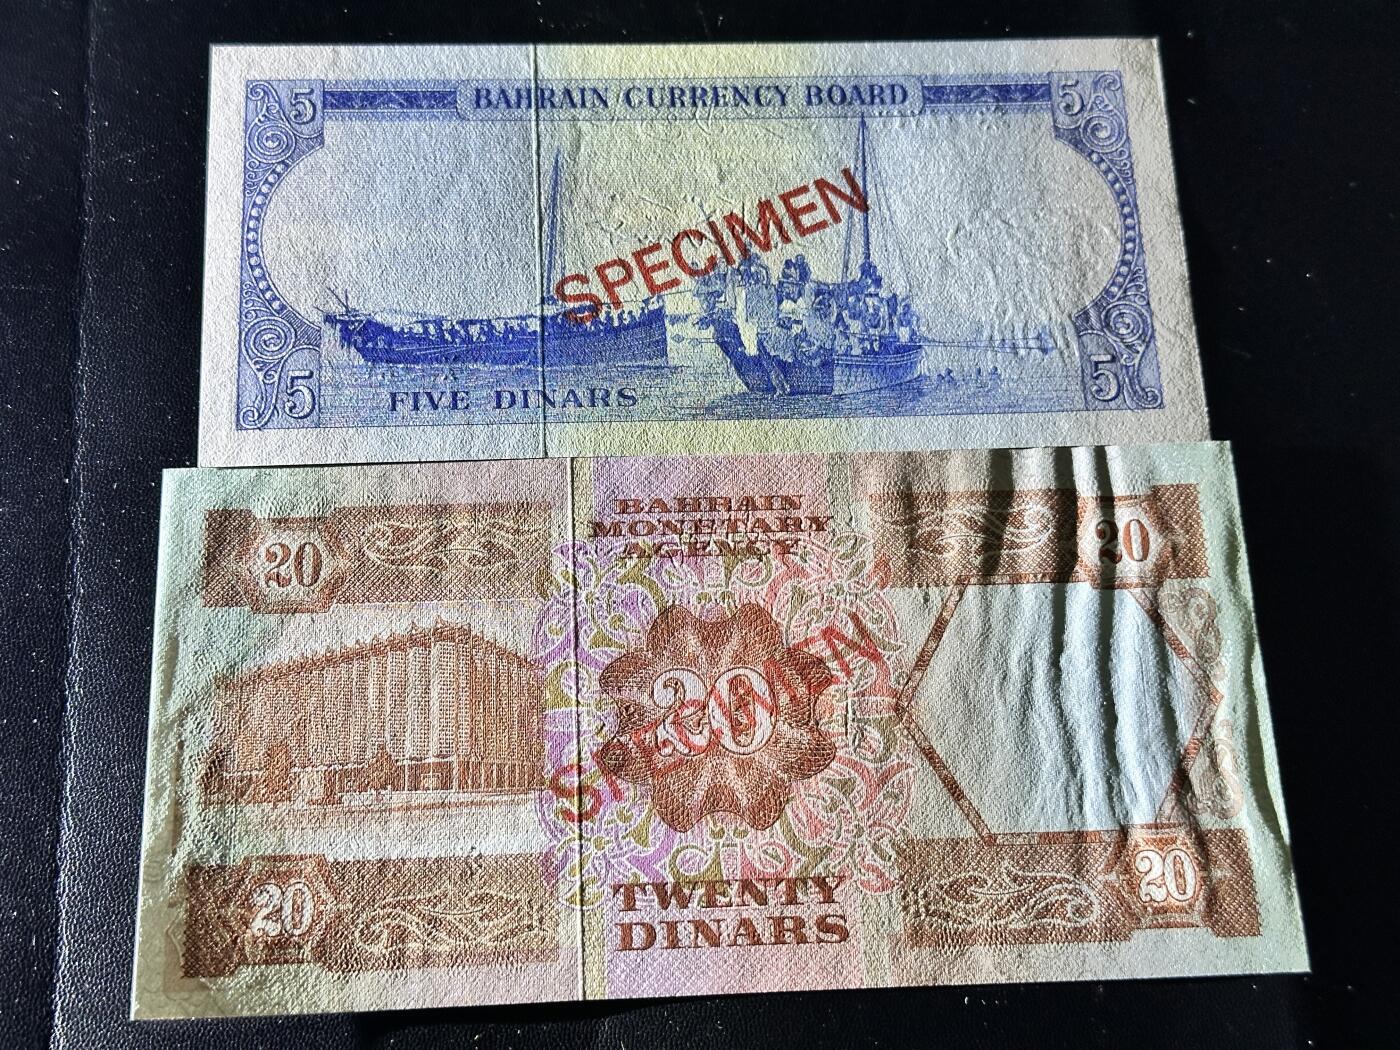 5 BAHRAIN CURRENCY BOARD 5
SPECIMEN
5 FIVE DINARS 5
BAHRAIN
MONETARY
AGENCY
20 20
20
SPECIMEN
20 20
TWENTY
DINARS